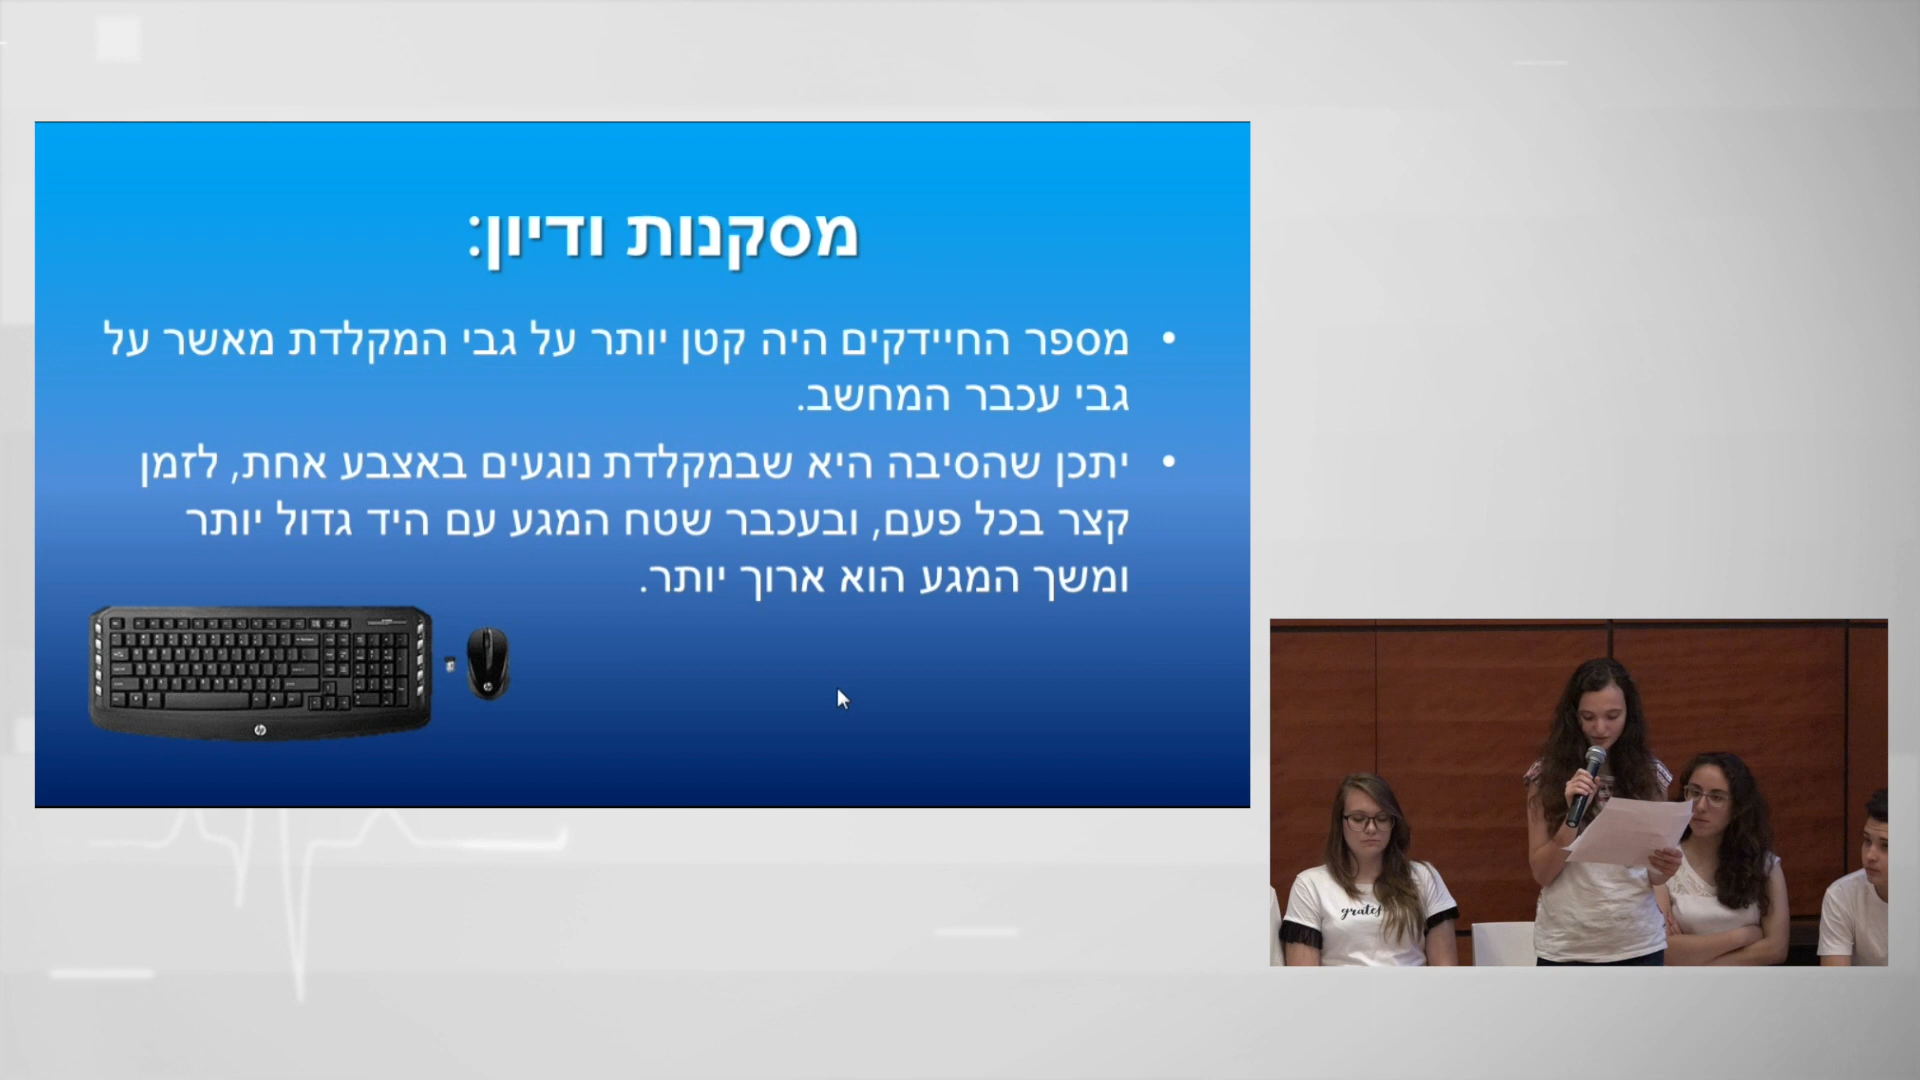 מסקנות ודיון:
• מספר החיידקים היה קטן יותר על גבי המקלדת מאשר על
גבי עכבר המחשב.
• יתכן שהסיבה היא שבמקלדת נוגעים באצבע אחת, לזמן
קצר בכל פעם, ובעכבר שטח המגע עם היד גדול יותר
ומשך המגע הוא ארוך יותר.
hp